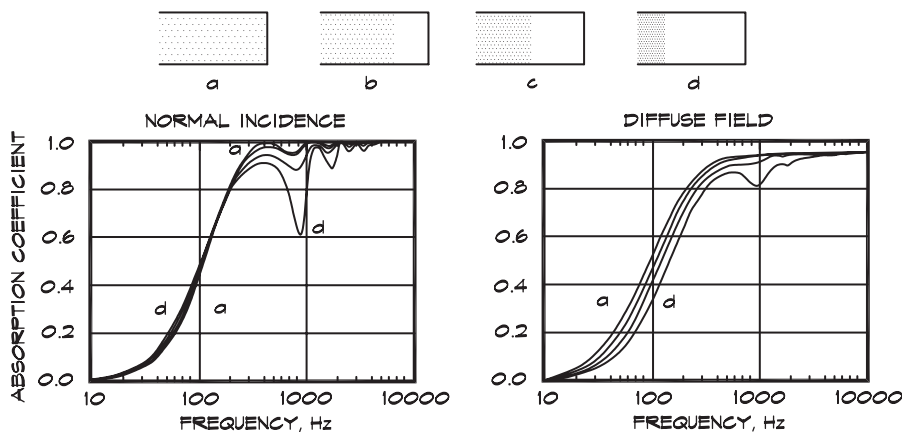 a b c d
NORMAL INCIDENCE DIFFUSE FIELD
ABSORPTION COEFFICIENT
1.0 1.0
0.8 0.8
0.6 0.6
0.4 0.4
0.2 0.2
0.0 0.0
a
d
d a
a d
10 100 1000 10000 10 100 1000 10000
FREQUENCY, Hz FREQUENCY, Hz